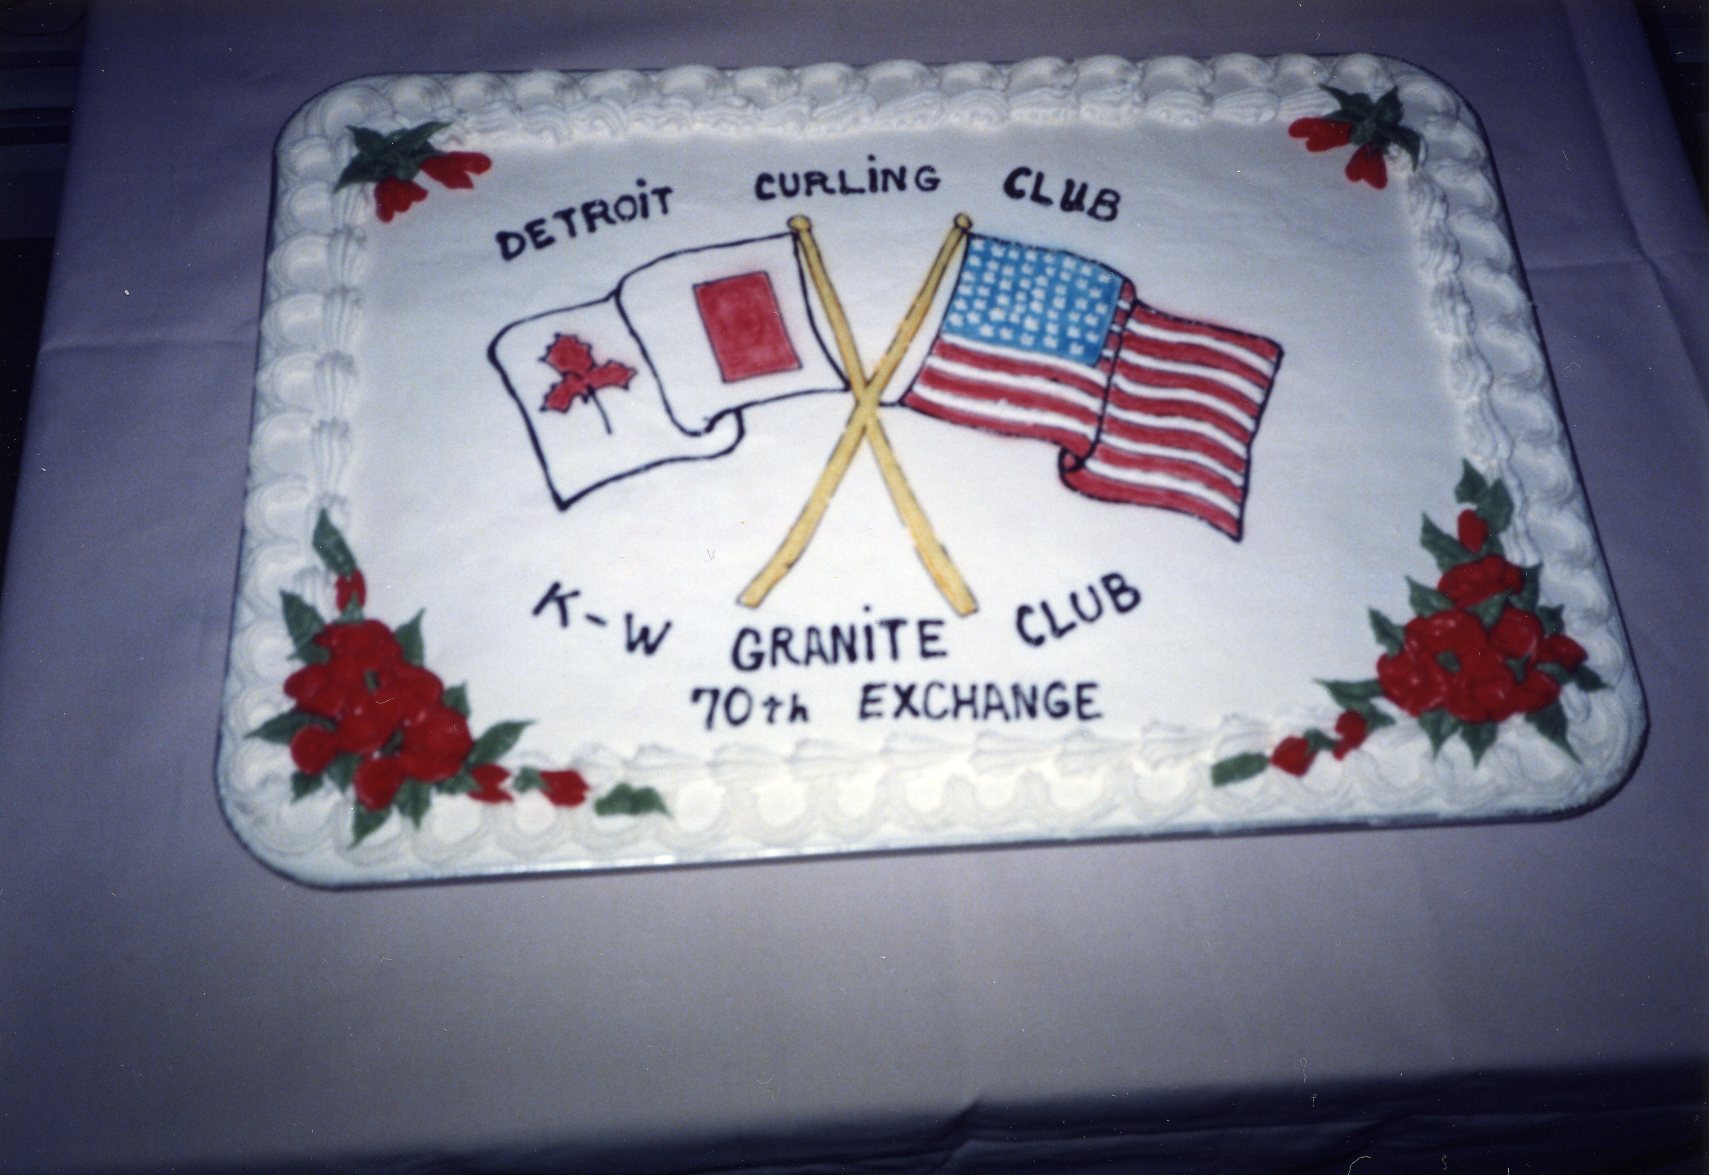 DETROiT CURLiNG CLUB
K-W GRANiTE CLUB
70th EXCHANGE